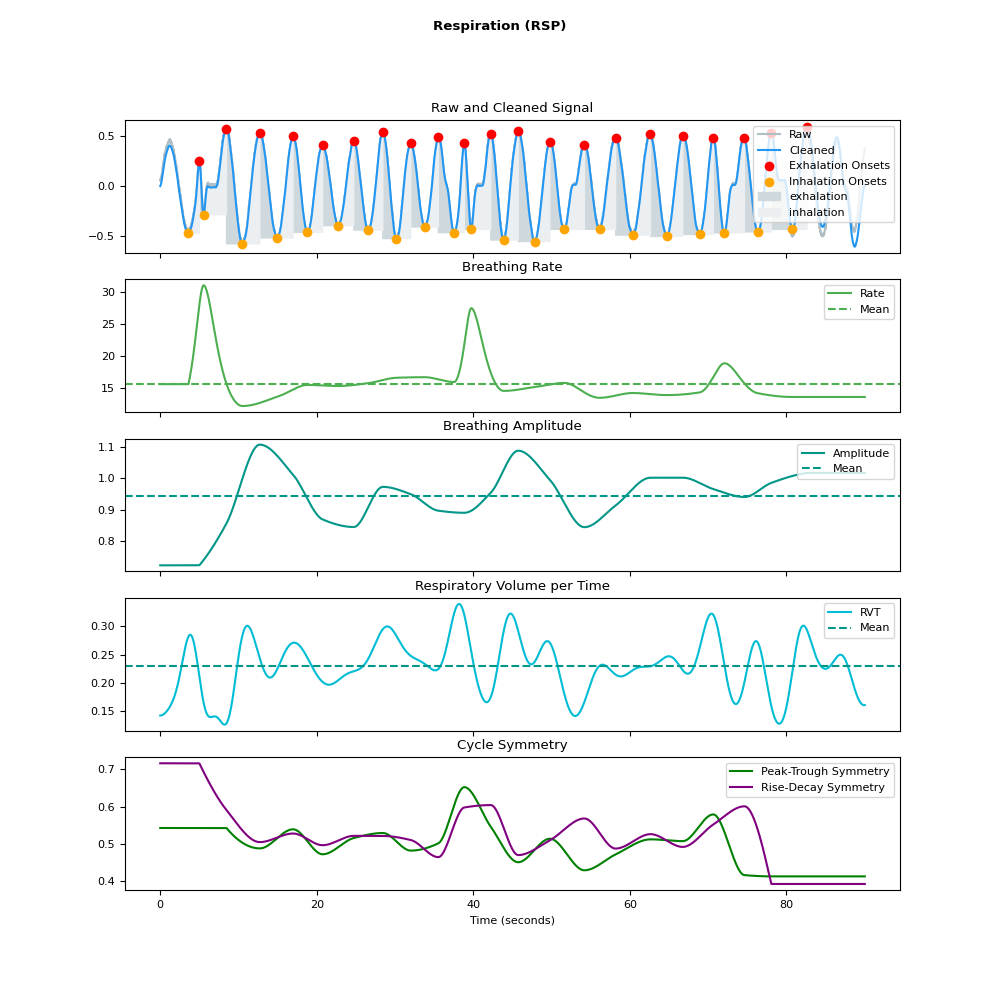 Respiration (RSP)
Raw and Cleaned Signal
0.5
0.0
−0.5
Raw
Cleaned
Exhalation Onsets
Inhalation Onsets
exhalation
inhalation
Breathing Rate
30
25
20
15
Rate
Mean
Breathing Amplitude
1.1
1.0
0.9
0.8
Amplitude
Mean
Respiratory Volume per Time
0.30
0.25
0.20
0.15
RVT
Mean
Cycle Symmetry
0.7
0.6
0.5
0.4
Peak-Trough Symmetry
Rise-Decay Symmetry
0 20 40 60 80
Time (seconds)